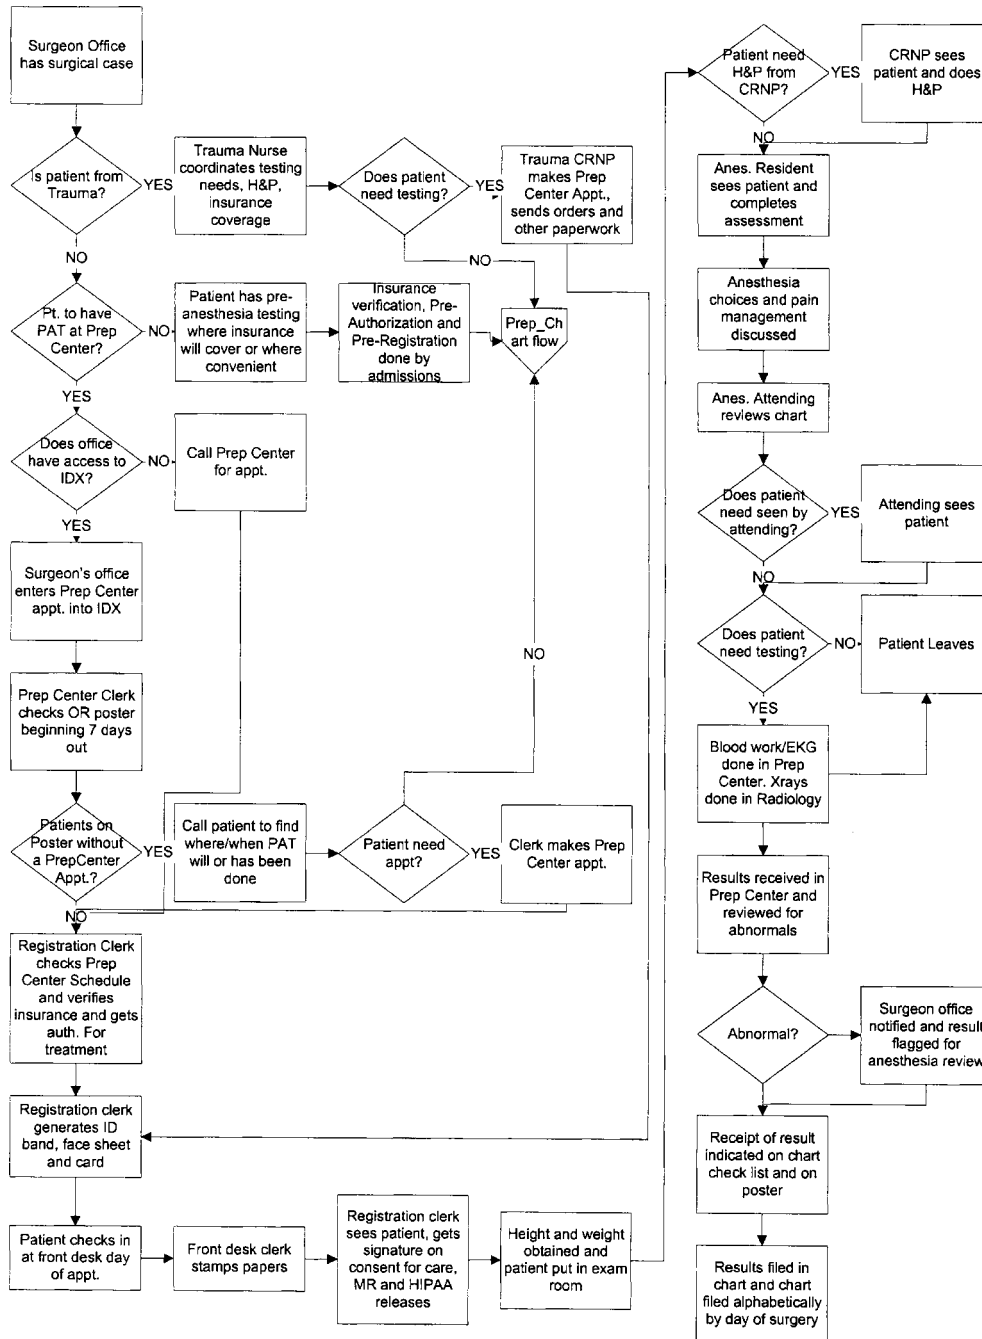 Surgeon Office
has surgical case
Is patient from
Trauma?
YES
Trauma Nurse
coordinates testing
needs, H&P,
insurance
coverage
Does patient
need testing?
YES
Trauma CRNP
makes Prep
Center Appt.,
sends orders and
other paperwork
NO
NO
Pt. to have
PAT at Prep
Center?
NO
Patient has pre-
anesthesia testing
where insurance
will cover or where
convenient
Insurance
verification, Pre-
Authorization and
Pre-Registration
done by
admissions
Prep_Ch
art flow
YES
Does office
have access to
IDX?
NO
Call Prep Center
for appt.
YES
Surgeon's office
enters Prep Center
appt. into IDX
Prep Center Clerk
checks OR poster
beginning 7 days
out
NO
Patients on
Poster without
a PrepCenter
Appt.?
YES
Call patient to find
where/when PAT
will or has been
done
Patient need
appt?
YES
Clerk makes Prep
Center appt.
NO
Registration Clerk
checks Prep
Center Schedule
and verifies
insurance and gets
auth. For
treatment
Registration clerk
generates ID
band, face sheet
and card
Patient checks in
at front desk day
of appt.
Front desk clerk
stamps papers
Registration clerk
sees patient, gets
signature on
consent for care,
MR and HIPAA
releases
Height and weight
obtained and
patient put in exam
room
Patient need
H&P from
CRNP?
YES
CRNP sees
patient and does
H&P
NO
Anes. Resident
sees patient and
completes
assessment
Anesthesia
choices and pain
management
discussed
Anes. Attending
reviews chart
Does patient
need seen by
attending?
YES
Attending sees
patient
NO
Does patient
need testing?
NO
Patient Leaves
YES
Blood work/EKG
done in Prep
Center. Xrays
done in Radiology
Results received in
Prep Center and
reviewed for
abnormals
Abnormal?
Surgeon office
notified and result
flagged for
anesthesia review
Receipt of result
indicated on chart
check list and on
poster
Results filed in
chart and chart
filed alphabetically
by day of surgery